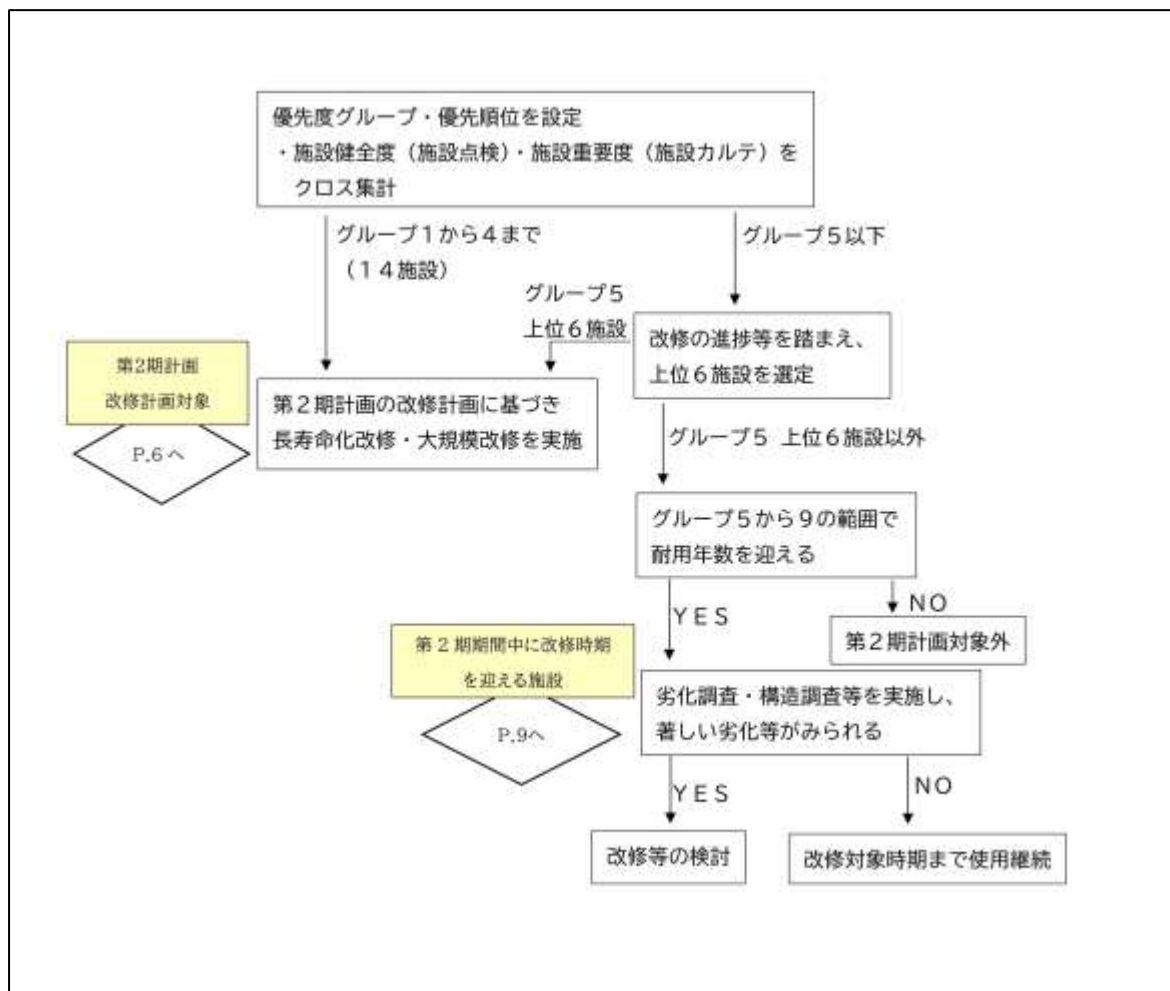 優先度グループ・優先順位を設定
・施設健全度（施設点検）・施設重要度（施設カルテ）を
クロス集計
グループ１から４まで
（１４施設）
グループ５以下
グループ５
上位６施設
改修の進捗等を踏まえ、
上位６施設を選定
第2期計画
改修計画対象
P.6 へ
第２期計画の改修計画に基づき
長寿命化改修・大規模改修を実施
グループ５ 上位６施設以外
グループ５から９の範囲で
耐用年数を迎える
ＹＥＳ
ＮＯ
第２期計画対象外
第 2 期期間中に改修時期
を迎える施設
P.9へ
劣化調査・構造調査等を実施し、
著しい劣化等がみられる
ＹＥＳ
ＮＯ
改修等の検討
改修対象時期まで使用継続